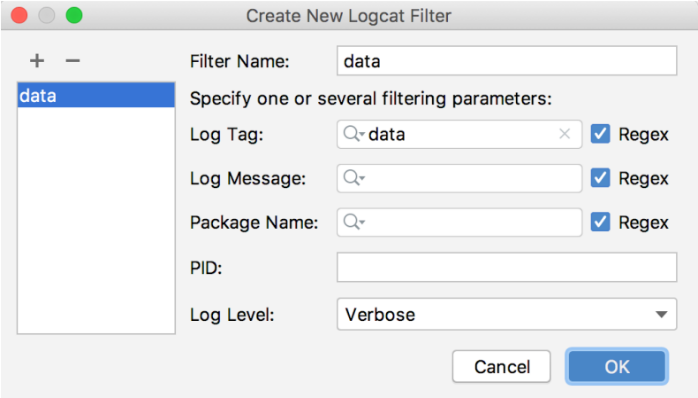 Create New Logcat Filter
+ −
data
Filter Name: data
Specify one or several filtering parameters:
Log Tag: data Regex
Log Message: Regex
Package Name: Regex
PID:
Log Level: Verbose
Cancel OK